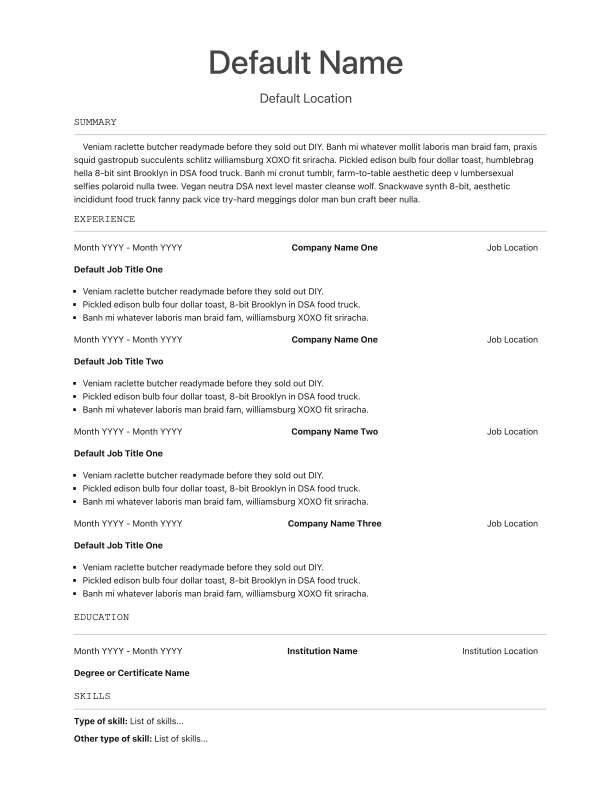 Default Name
Default Location
SUMMARY
Veniam raclette butcher readymade before they sold out DIY. Banh mi whatever mollit laboris man braid fam, praxis
squid gastropub succulents schlitz williamsburg XOXO fit sriracha. Pickled edison bulb four dollar toast, humblebrag
hella 8-bit sint Brooklyn in DSA food truck. Banh mi cronut tumblr, farm-to-table aesthetic deep v lumbersexual
selfies polaroid nulla twee. Vegan neutra DSA next level master cleanse wolf. Snackwave synth 8-bit, aesthetic
incididunt food truck fanny pack vice try-hard meggings dolor man bun craft beer nulla.
EXPERIENCE
Month YYYY - Month YYYY Company Name One Job Location
Default Job Title One
▪ Veniam raclette butcher readymade before they sold out DIY.
▪ Pickled edison bulb four dollar toast, 8-bit Brooklyn in DSA food truck.
▪ Banh mi whatever laboris man braid fam, williamsburg XOXO fit sriracha.
Month YYYY - Month YYYY Company Name One Job Location
Default Job Title Two
▪ Veniam raclette butcher readymade before they sold out DIY.
▪ Pickled edison bulb four dollar toast, 8-bit Brooklyn in DSA food truck.
▪ Banh mi whatever laboris man braid fam, williamsburg XOXO fit sriracha.
Month YYYY - Month YYYY Company Name Two Job Location
Default Job Title One
▪ Veniam raclette butcher readymade before they sold out DIY.
▪ Pickled edison bulb four dollar toast, 8-bit Brooklyn in DSA food truck.
▪ Banh mi whatever laboris man braid fam, williamsburg XOXO fit sriracha.
Month YYYY - Month YYYY Company Name Three Job Location
Default Job Title One
▪ Veniam raclette butcher readymade before they sold out DIY.
▪ Pickled edison bulb four dollar toast, 8-bit Brooklyn in DSA food truck.
▪ Banh mi whatever laboris man braid fam, williamsburg XOXO fit sriracha.
EDUCATION
Month YYYY - Month YYYY Institution Name Institution Location
Degree or Certificate Name
SKILLS
Type of skill: List of skills...
Other type of skill: List of skills...